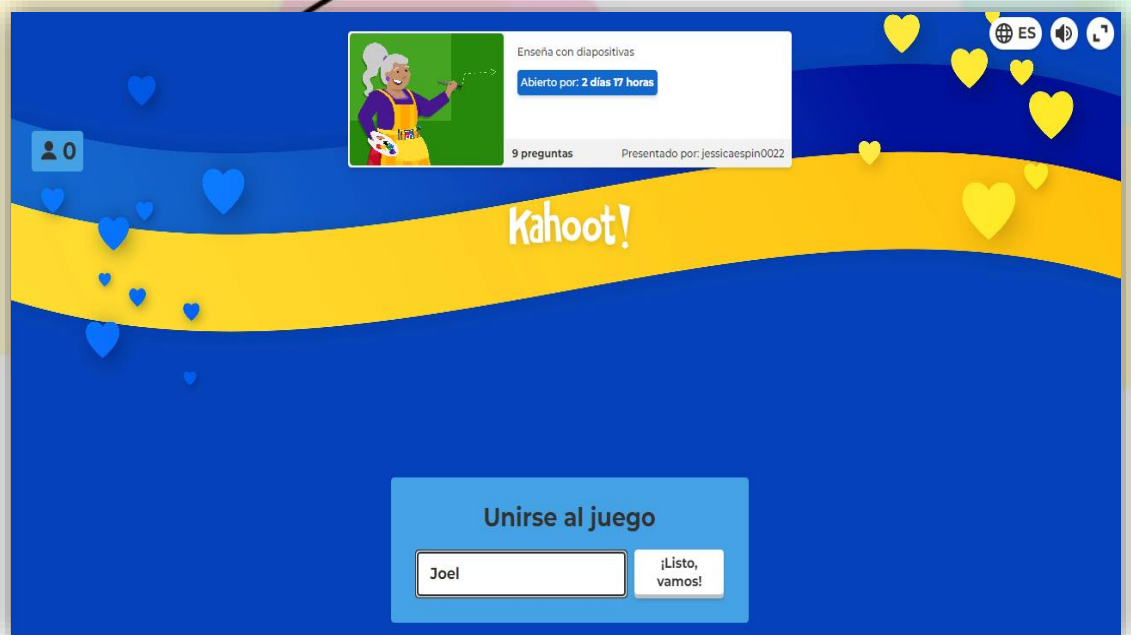 Enseña con diapositivas
ES
Abierto por: 2 días 17 horas
0
9 preguntas
Presentado por: jessicaespin0022
Kahoot!
Unirse al juego
Joel
¡Listo,
vamos!